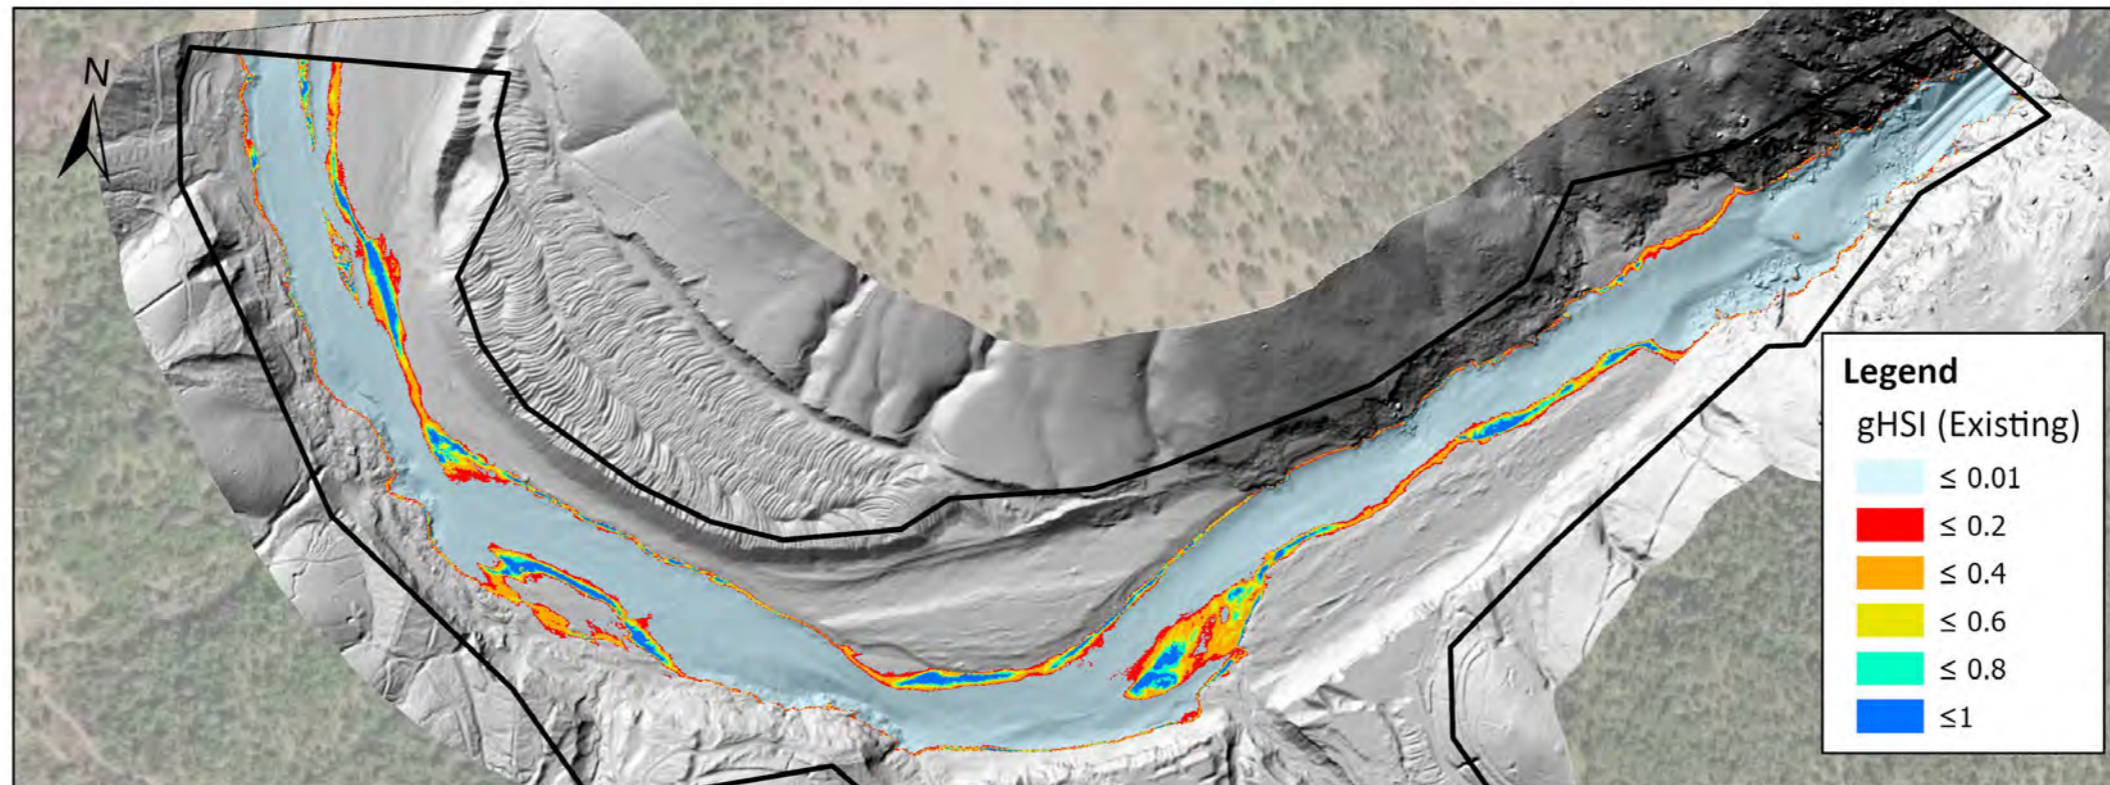 N
Legend
gHSI (Existing)
≤ 0.01
≤ 0.2
≤ 0.4
≤ 0.6
≤ 0.8
≤1